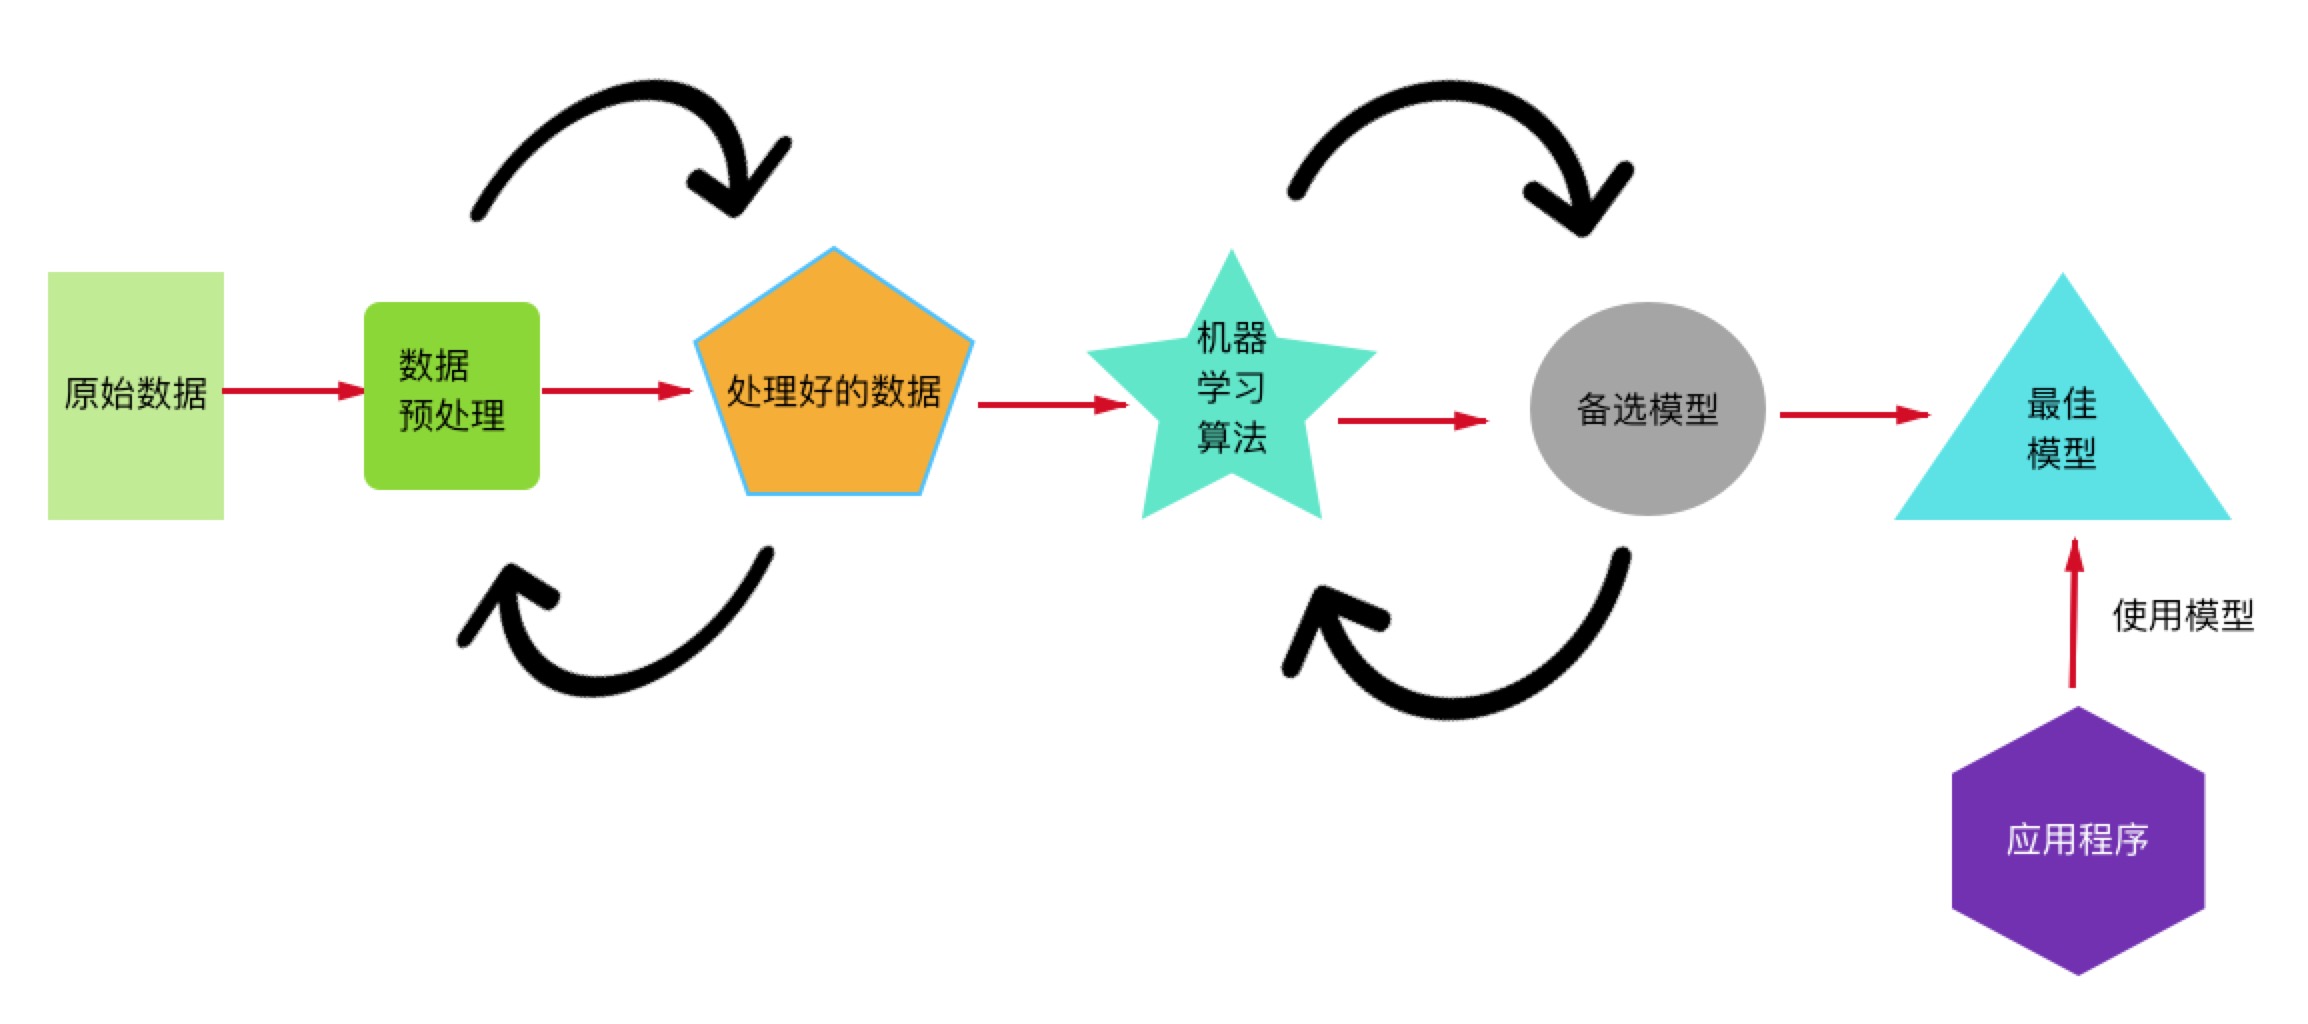 原始数据
数据
预处理
处理好的数据
机器
学习
算法
备选模型
最佳
模型
使用模型
应用程序